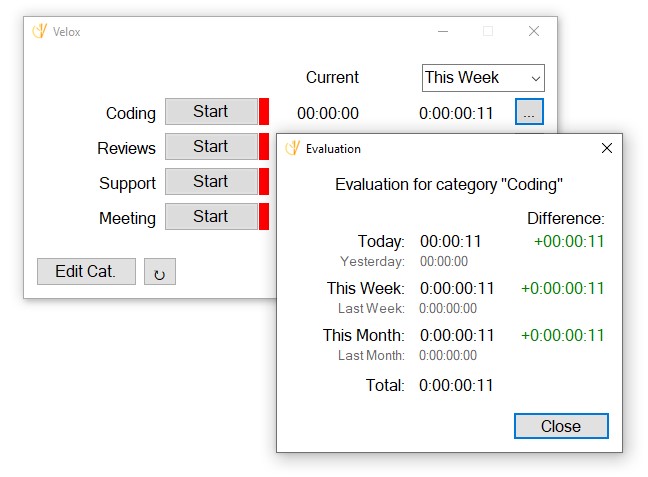 Velox
Current This Week
Coding Start 00:00:00 0:00:00:11 ...
Reviews Start
Support Start
Meeting Start
Edit Cat. ↻
Evaluation
Evaluation for category "Coding"
Difference:
Today: 00:00:11 +00:00:11
Yesterday: 00:00:00
This Week: 0:00:00:11 +0:00:00:11
Last Week: 0:00:00:00
This Month: 0:00:00:11 +0:00:00:11
Last Month: 0:00:00:00
Total: 0:00:00:11
Close